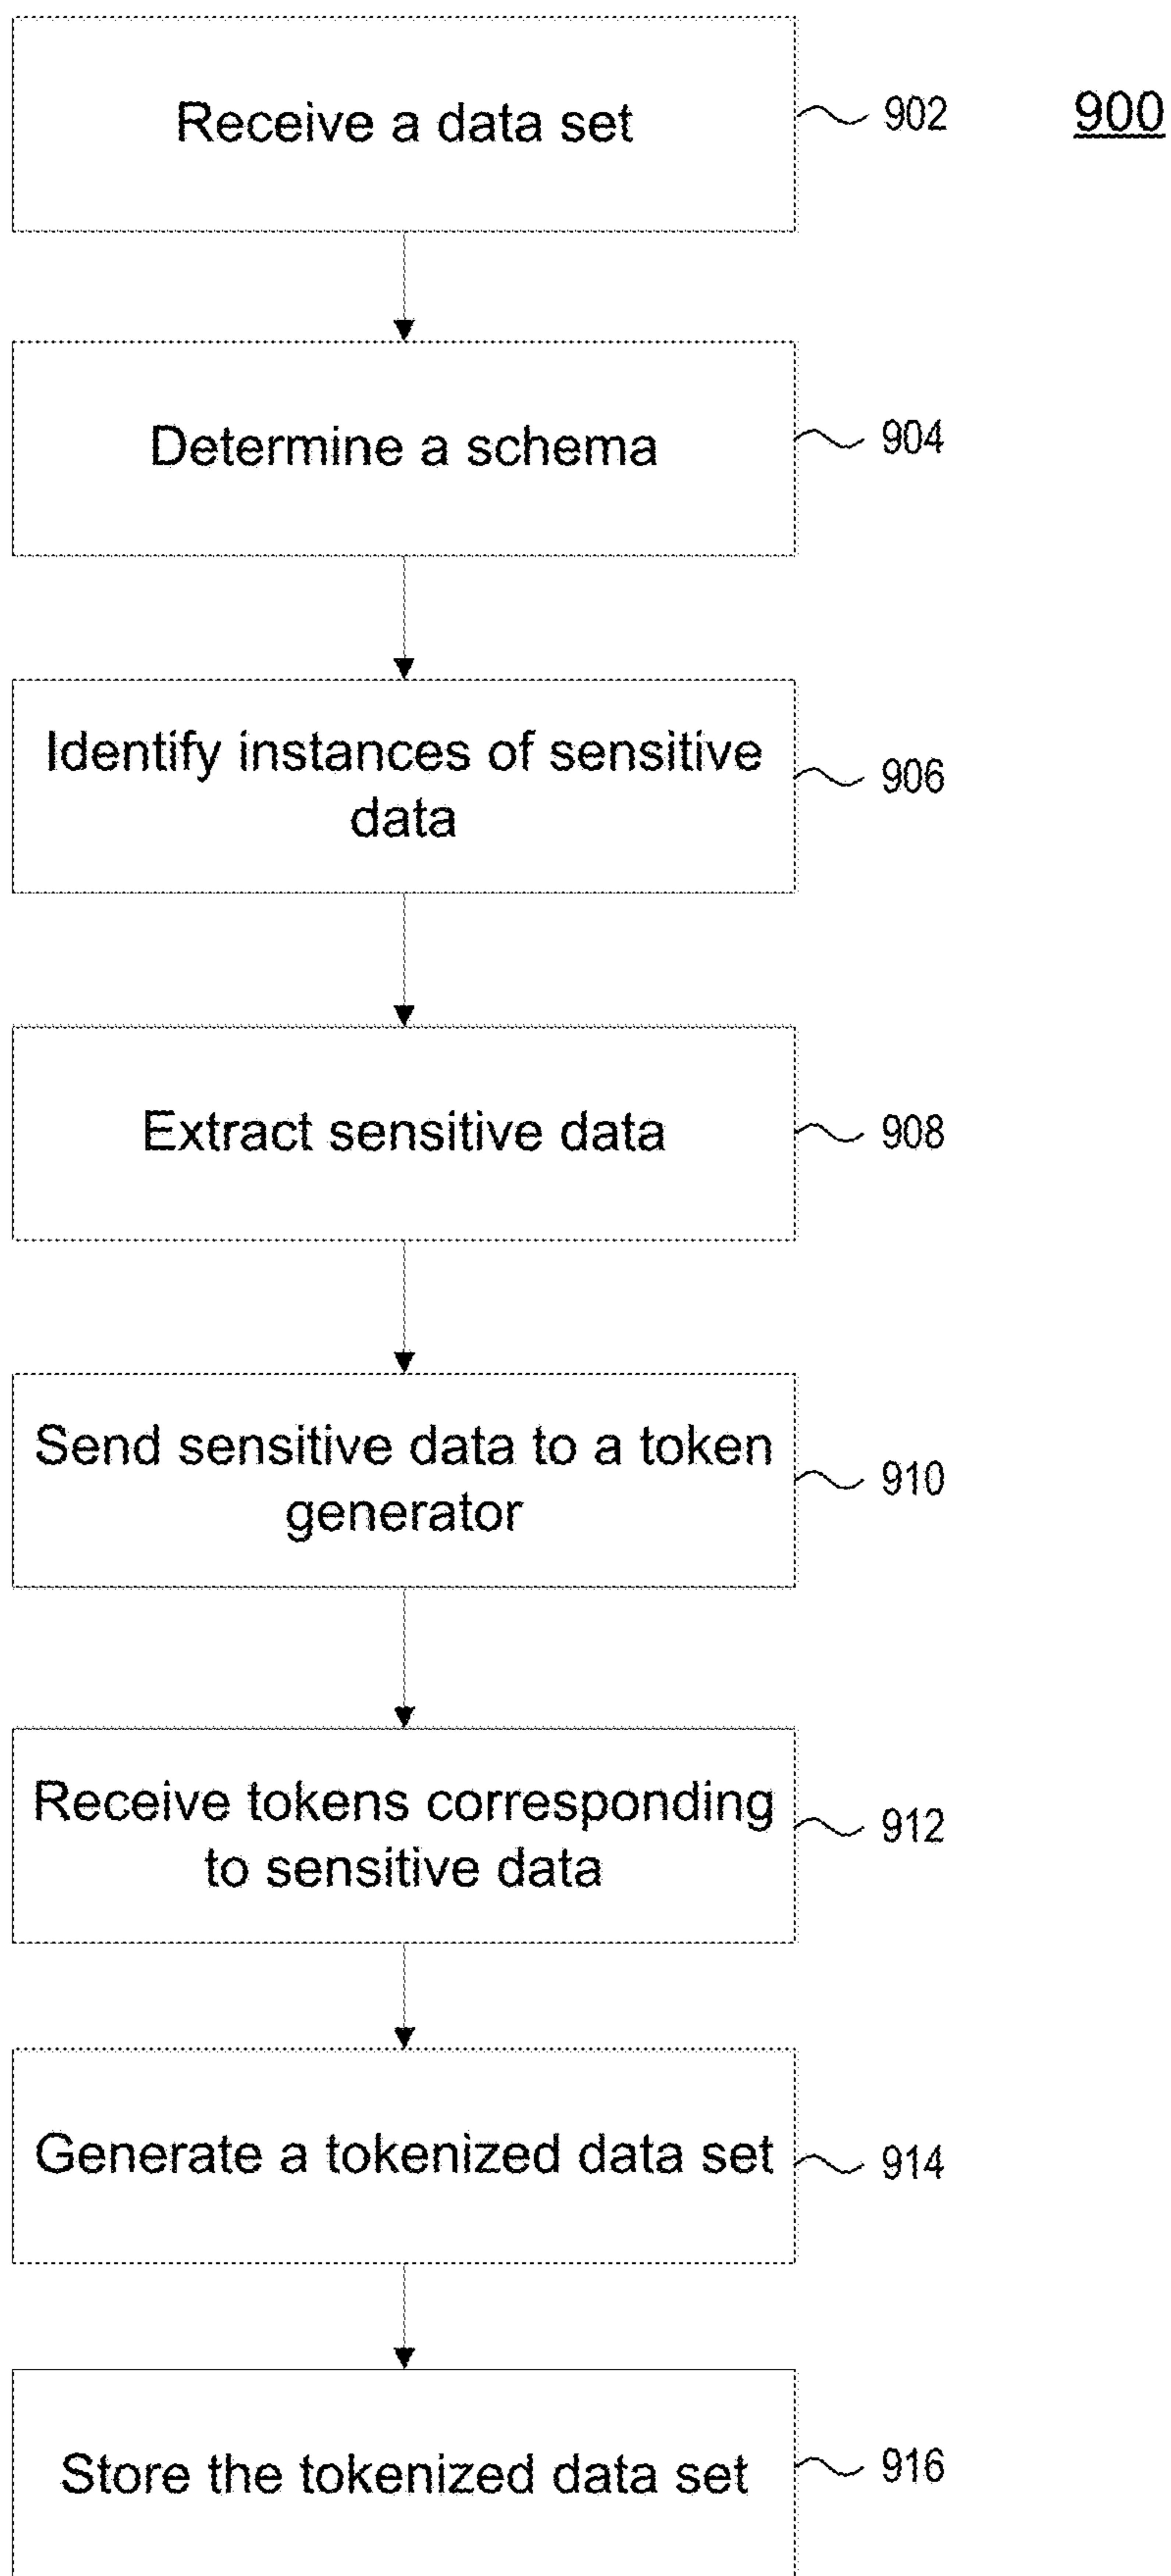 Receive a data set
902
900
Determine a schema
904
Identify instances of sensitive
data
906
Extract sensitive data
908
Send sensitive data to a token
generator
910
Receive tokens corresponding
to sensitive data
912
Generate a tokenized data set
914
Store the tokenized data set
916